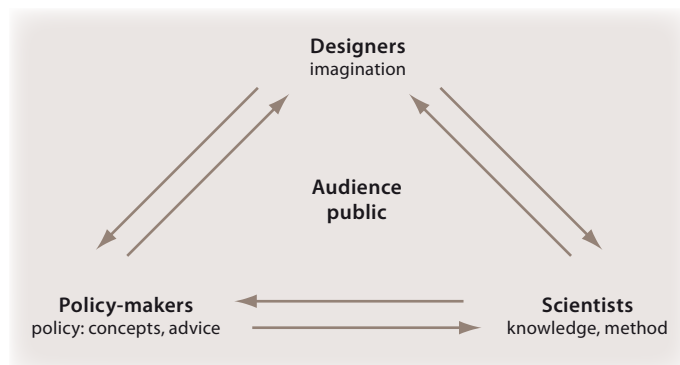 Designers
imagination
Audience
public
Policy-makers
policy: concepts, advice
Scientists
knowledge, method